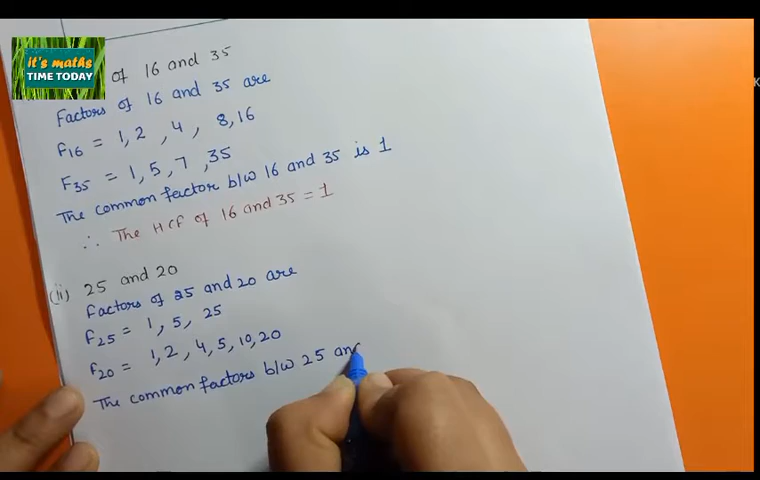 it's maths
TIME TODAY
of 16 and 35
Factors of 16 and 35 are
F16 = 1, 2 , 4 , 8, 16
F35 = 1, 5, 7 , 35
The common factor b/w 16 and 35 is 1
∴ The HCF of 16 and 35 = 1
(ii) 25 and 20
Factors of 25 and 20 are
F25 = 1, 5, 25
F20 = 1, 2 , 4, 5, 10, 20
The common factors b/w 25 an